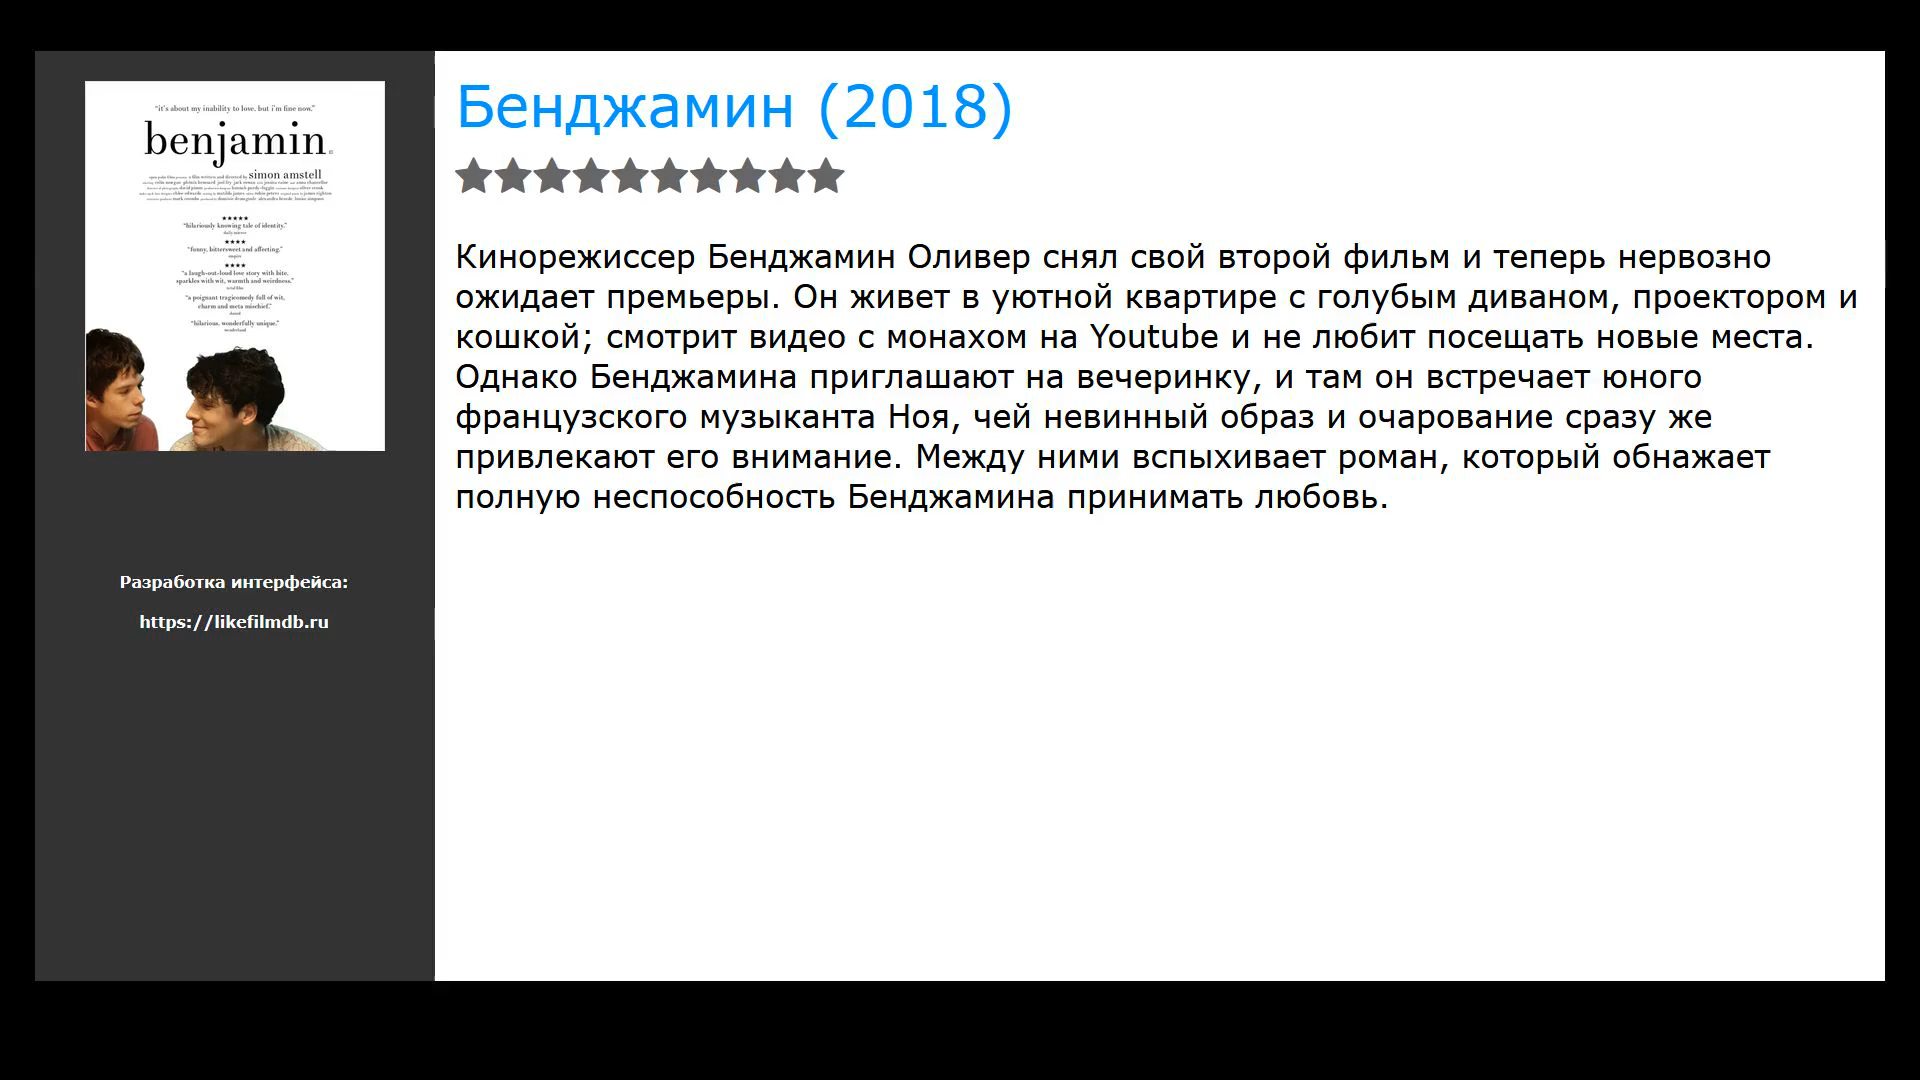 “it’s about my inability to love. but i’m fine now.”
benjamin.
simon amstell
“hilariously knowing tale of identity.”
“funny, bittersweet and affecting.”
“a laugh-out-loud love story with bite,
sparkles with wit, warmth and weirdness.”
“a poignant tragicomedy full of wit,
charm and meta mischief.”
“hilarious. wonderfully unique.”
Разработка интерфейса:
https://likefilmdb.ru
Бенджамин (2018)
Кинорежиссер Бенджамин Оливер снял свой второй фильм и теперь нервозно
ожидает премьеры. Он живет в уютной квартире с голубым диваном, проектором и
кошкой; смотрит видео с монахом на Youtube и не любит посещать новые места.
Однако Бенджамина приглашают на вечеринку, и там он встречает юного
французского музыканта Ноя, чей невинный образ и очарование сразу же
привлекают его внимание. Между ними вспыхивает роман, который обнажает
полную неспособность Бенджамина принимать любовь.